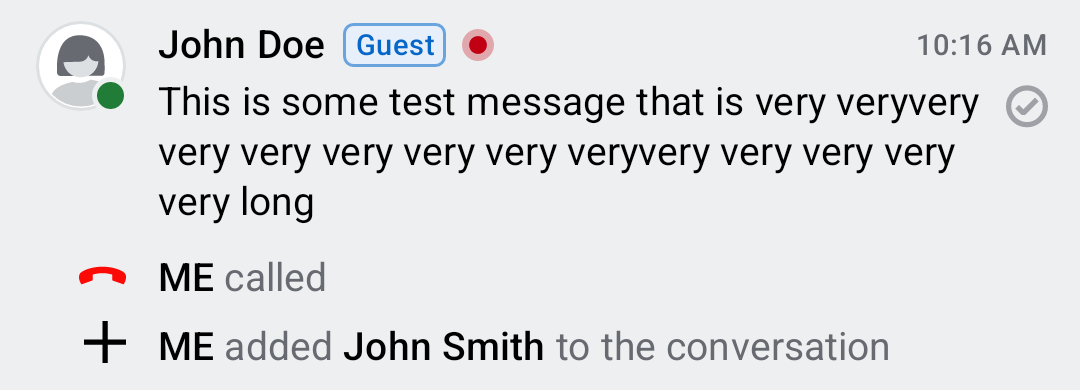 John Doe Guest 10:16 AM
This is some test message that is very veryvery
very very very very very veryvery very very very
very long
ME called
ME added John Smith to the conversation